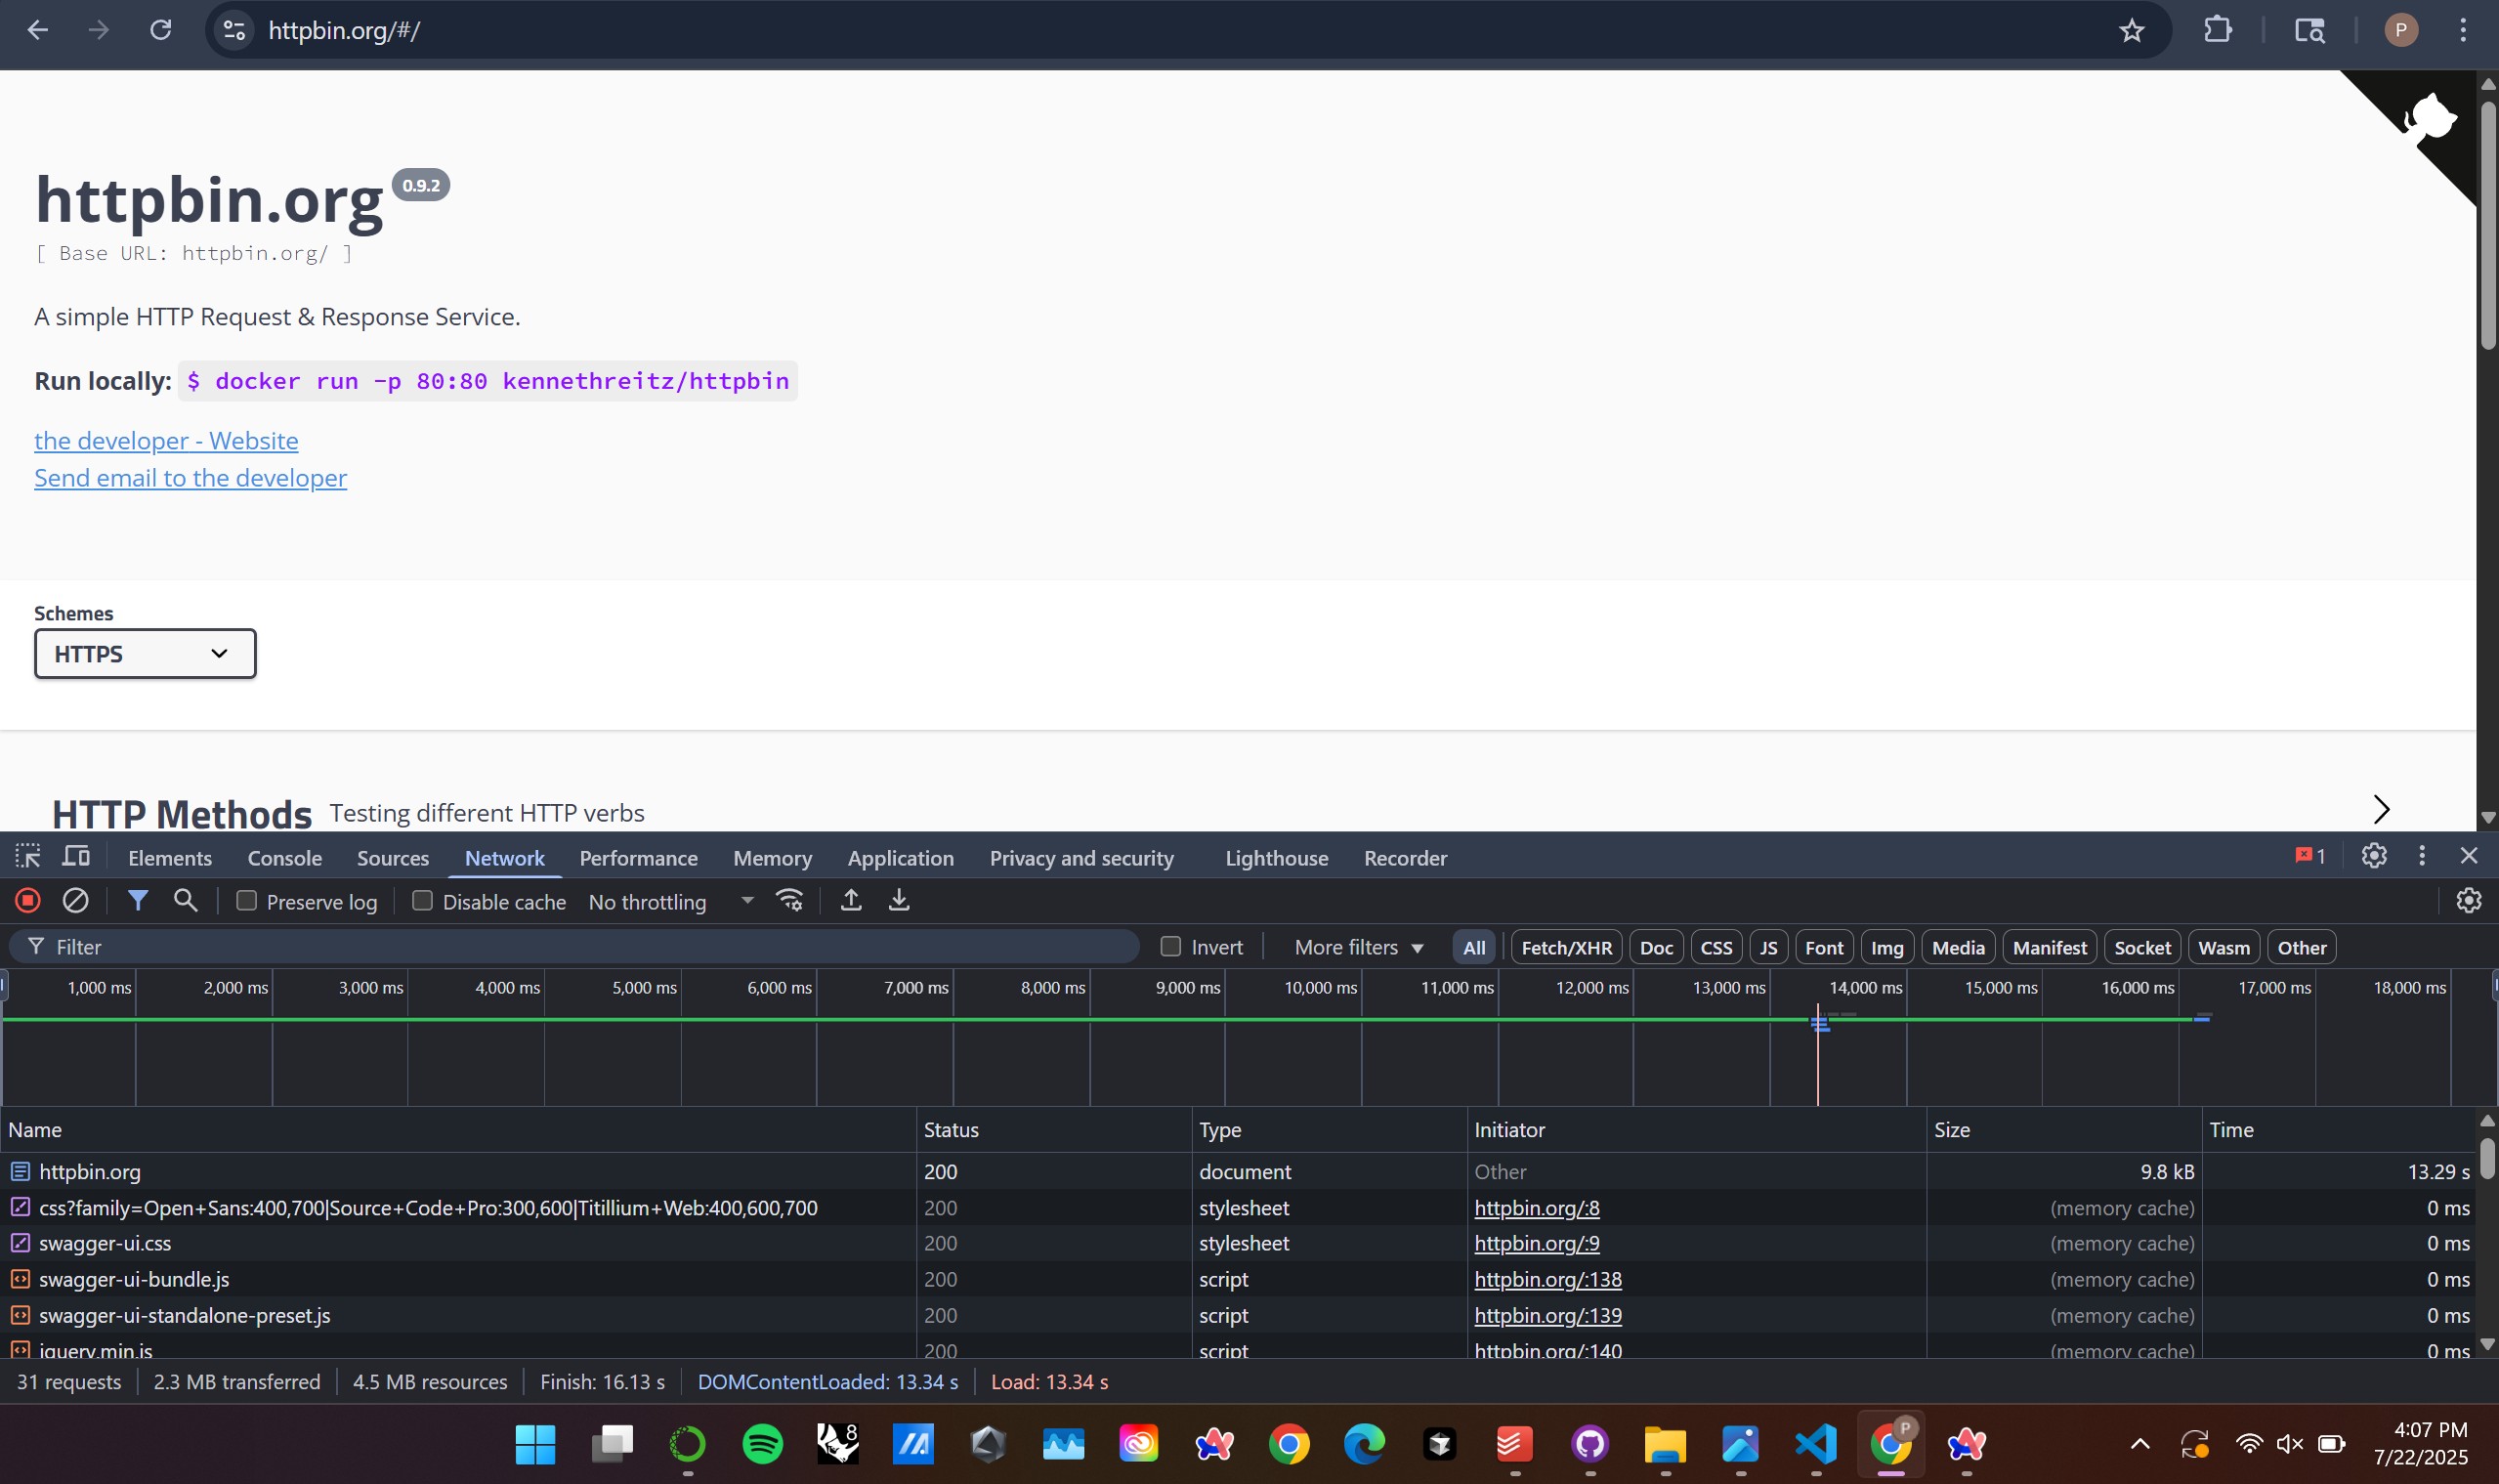 httpbin.org/#/
P
httpbin.org 0.9.2
[ Base URL: httpbin.org/ ]
A simple HTTP Request & Response Service.
Run locally: $ docker run -p 80:80 kennethreitz/httpbin
the developer - Website
Send email to the developer
Schemes
HTTPS
HTTP Methods Testing different HTTP verbs
Elements Console Sources Network Performance Memory Application Privacy and security Lighthouse Recorder 1
Preserve log Disable cache No throttling
Filter Invert More filters All Fetch/XHR Doc CSS JS Font Img Media Manifest Socket Wasm Other
1,000 ms 2,000 ms 3,000 ms 4,000 ms 5,000 ms 6,000 ms 7,000 ms 8,000 ms 9,000 ms 10,000 ms 11,000 ms 12,000 ms 13,000 ms 14,000 ms 15,000 ms 16,000 ms 17,000 ms 18,000 ms
Name Status Type Initiator Size Time
httpbin.org 200 document Other 9.8 kB 13.29 s
css?family=Open+Sans:400,700|Source+Code+Pro:300,600|Titillium+Web:400,600,700 200 stylesheet httpbin.org/:8 (memory cache) 0 ms
swagger-ui.css 200 stylesheet httpbin.org/:9 (memory cache) 0 ms
swagger-ui-bundle.js 200 script httpbin.org/:138 (memory cache) 0 ms
swagger-ui-standalone-preset.js 200 script httpbin.org/:139 (memory cache) 0 ms
jquery.min.js 200 script httpbin.org/:140 (memory cache) 0 ms
31 requests 2.3 MB transferred 4.5 MB resources Finish: 16.13 s DOMContentLoaded: 13.34 s Load: 13.34 s
8
P
4:07 PM
7/22/2025